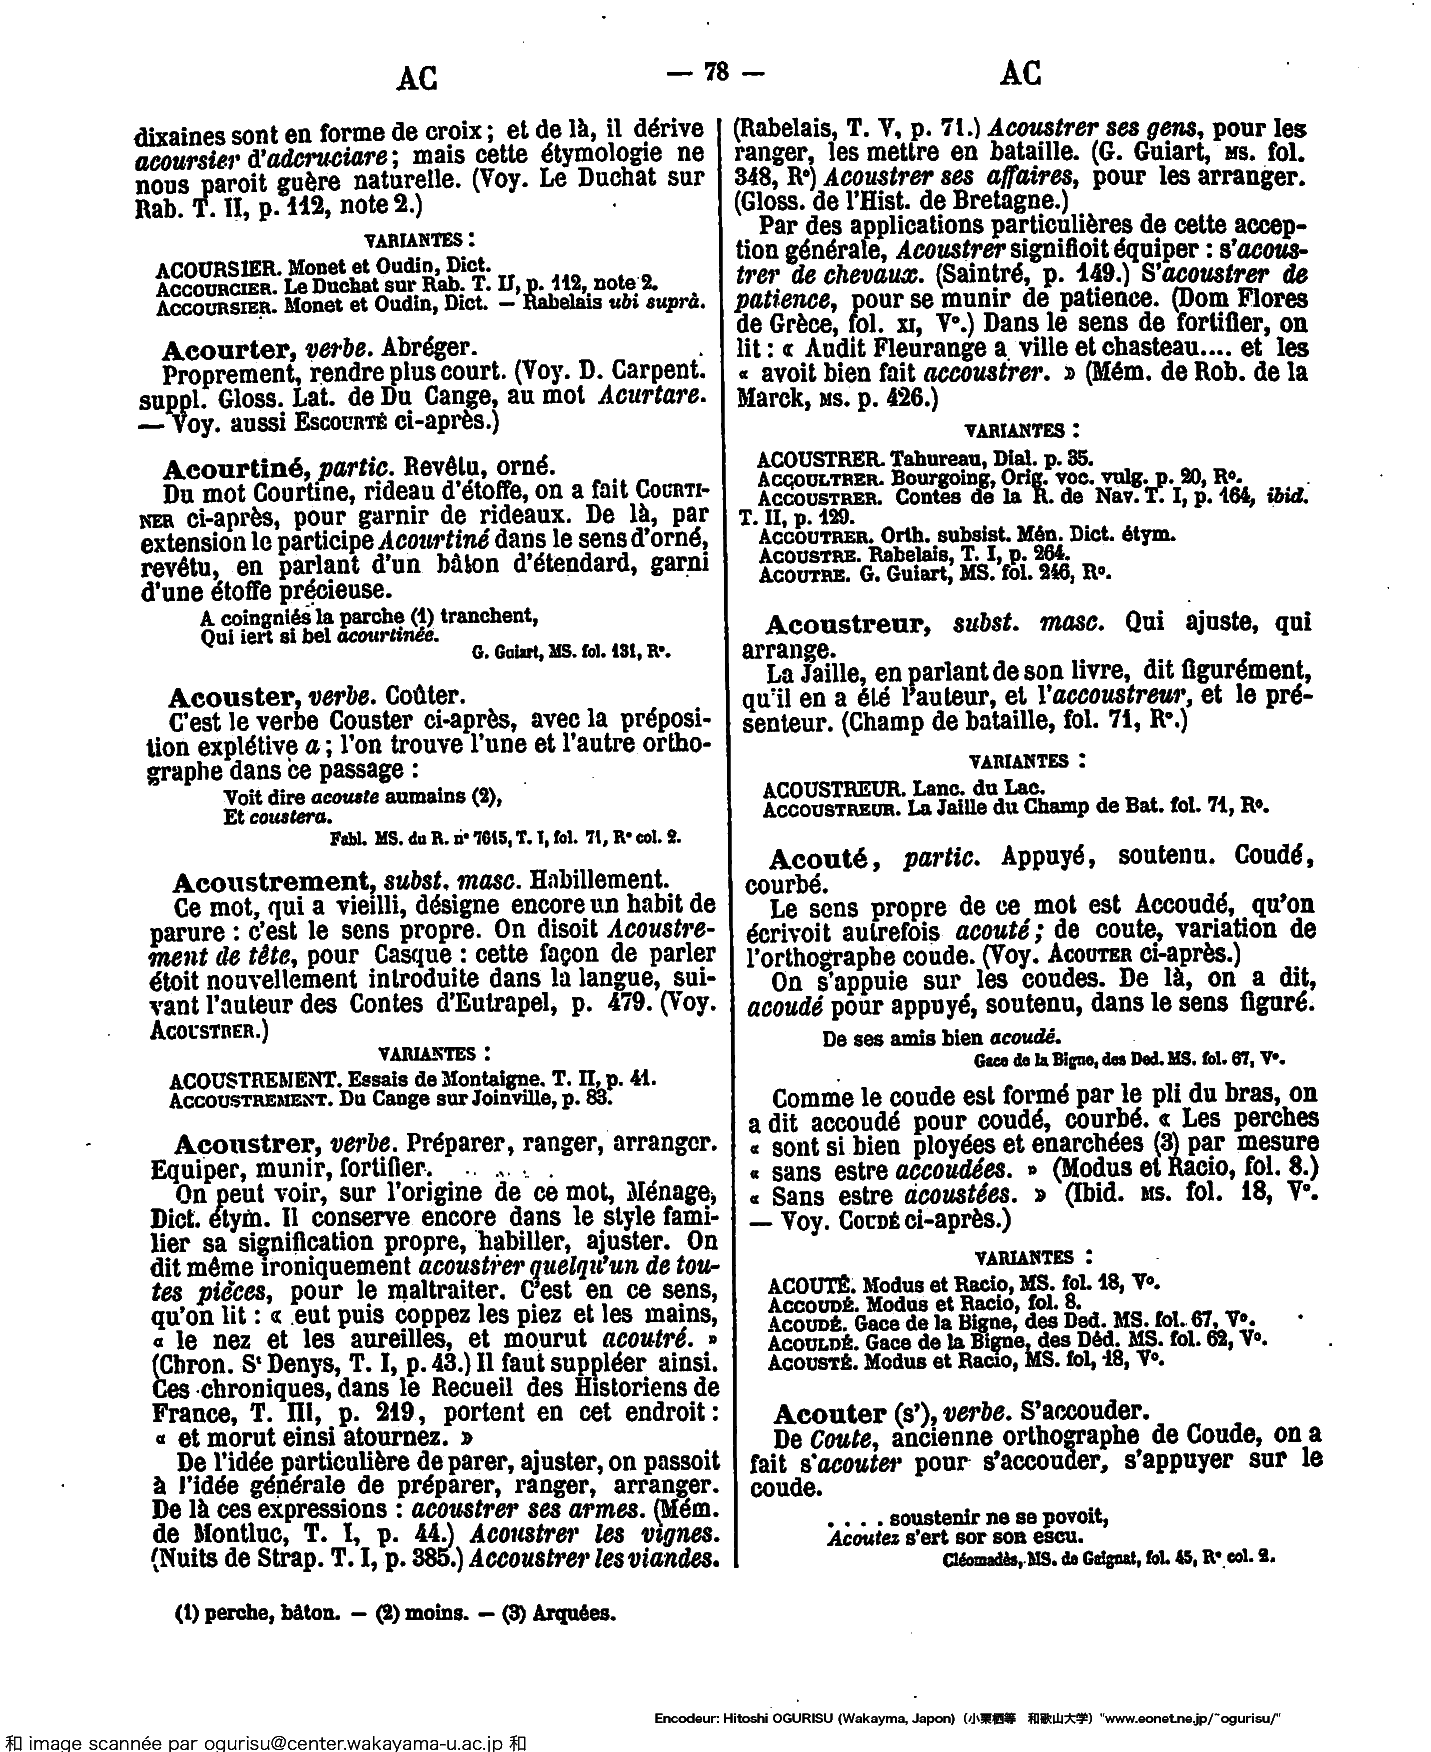 AC — 78 — AC
dixaines sont en forme de croix ; et de là, il dérive
acoursier d'adcruciare ; mais cette étymologie ne
nous paroit guère naturelle. (Voy. Le Duchat sur
Rab. T. II, p. 112, note 2.)
VARIANTES :
ACOURSIER. Monet et Oudin, Dict.
ACCOURCIER. Le Duchat sur Rab. T. II, p. 112, note 2.
ACCOURSIER. Monet et Oudin, Dict. — Rabelais ubi suprà.
Acourter, verbe. Abréger.
Proprement, rendre plus court. (Voy. D. Carpent.
suppl. Gloss. Lat. de Du Cange, au mot Acurtare.
— Voy. aussi ESCOURTÉ ci-après.)
Acourtiné, partic. Revêtu, orné.
Du mot Courtine, rideau d'étoffe, on a fait COURTI-
NER ci-après, pour garnir de rideaux. De là, par
extension le participe Acourtiné dans le sens d'orné,
revêtu, en parlant d'un bâton d'étendard, garni
d'une étoffe précieuse.
A coingniés la parche (1) tranchent,
Qui iert si bel acourtinée.
G. Guiart, MS. fol. 131, R°.
Acouster, verbe. Coûter.
C'est le verbe Couster ci-après, avec la préposi-
tion explétive a ; l'on trouve l'une et l'autre ortho-
graphe dans ce passage :
Voit dire acouste aumains (2),
Et coustera.
Fabl. MS. du R. n° 7615, T. I, fol. 71, R° col. 2.
Acoustrement, subst. masc. Habillement.
Ce mot, qui a vieilli, désigne encore un habit de
parure : c'est le sens propre. On disoit Acoustre-
ment de tête, pour Casque : cette façon de parler
étoit nouvellement introduite dans la langue, sui-
vant l'auteur des Contes d'Eutrapel, p. 479. (Voy.
ACOUSTRER.)
VARIANTES :
ACOUSTREMENT. Essais de Montaigne. T. II, p. 41.
ACCOUSTREMENT. Du Cange sur Joinville, p. 83.
Acoustrer, verbe. Préparer, ranger, arranger.
Equiper, munir, fortifier.
On peut voir, sur l'origine de ce mot, Ménage,
Dict. étym. Il conserve encore dans le style fami-
lier sa signification propre, habiller, ajuster. On
dit même ironiquement acoustrer quelqu'un de tou-
tes pièces, pour le maltraiter. C'est en ce sens,
qu'on lit : « eut puis coppez les piez et les mains,
« le nez et les aureilles, et mourut acoutré. »
(Chron. St Denys, T. I, p. 43.) Il faut suppléer ainsi.
Ces chroniques, dans le Recueil des Historiens de
France, T. III, p. 219, portent en cet endroit :
« et morut einsi atournez. »
De l'idée particulière de parer, ajuster, on passoit
à l'idée générale de préparer, ranger, arranger.
De là ces expressions : acoustrer ses armes. (Mém.
de Montluc, T. I, p. 44.) Acoustrer les vignes.
(Nuits de Strap. T. I, p. 385.) Accoustrer les viandes.
(Rabelais, T. V, p. 71.) Acoustrer ses gens, pour les
ranger, les mettre en bataille. (G. Guiart, MS. fol.
348, R°) Acoustrer ses affaires, pour les arranger.
(Gloss. de l'Hist. de Bretagne.)
Par des applications particulières de cette accep-
tion générale, Acoustrer signifioit équiper : s'acous-
trer de chevaux. (Saintré, p. 149.) S'acoustrer de
patience, pour se munir de patience. (Dom Flores
de Grèce, fol. XI, V°.) Dans le sens de fortifier, on
lit : « Audit Fleurange a ville et chasteau.... et les
« avoit bien fait accoustrer. » (Mém. de Rob. de la
Marck, MS. p. 426.)
VARIANTES :
ACOUSTRER. Tahureau, Dial. p. 35.
ACCOULTRER. Bourgoing, Orig. voc. vulg. p. 20, R°.
ACCOUSTRER. Contes de la R. de Nav. T. I, p. 164, ibid.
T. II, p. 129.
ACCOUTRER. Orth. subsist. Mén. Dict. étym.
ACOUSTRE. Rabelais, T. I, p. 264.
ACOUTRE. G. Guiart, MS. fol. 246, R°.
Acoustreur, subst. masc. Qui ajuste, qui
arrange.
La Jaille, en parlant de son livre, dit figurément,
qu'il en a été l'auteur, et l'accoustreur, et le pré-
senteur. (Champ de bataille, fol. 71, R°.)
VARIANTES :
ACOUSTREUR. Lanc. du Lac.
ACCOUSTREUR. La Jaille du Champ de Bat. fol. 71, R°.
Acouté, partic. Appuyé, soutenu. Coudé,
courbé.
Le sens propre de ce mot est Accoudé, qu'on
écrivoit autrefois acouté ; de coute, variation de
l'orthographe coude. (Voy. ACOUTER ci-après.)
On s'appuie sur les coudes. De là, on a dit,
acoudé pour appuyé, soutenu, dans le sens figuré.
De ses amis bien acoudé.
Gace de la Bigne, des Ded. MS. fol. 67, V°.
Comme le coude est formé par le pli du bras, on
a dit accoudé pour coudé, courbé. « Les perches
« sont si bien ployées et enarchées (3) par mesure
« sans estre accoudées. » (Modus et Racio, fol. 8.)
« Sans estre acoustées. » (Ibid. MS. fol. 18, V°.
— Voy. COUDÉ ci-après.)
VARIANTES :
ACOUTÉ. Modus et Racio, MS. fol. 18, V°.
ACCOUDÉ. Modus et Racio, fol. 8.
ACOUDÉ. Gace de la Bigne, des Ded. MS. fol. 67, V°.
ACOULDÉ. Gace de la Bigne, des Déd. MS. fol. 62, V°.
ACOUSTÉ. Modus et Racio, MS. fol, 18, V°.
Acouter (s'), verbe. S'accouder.
De Coute, ancienne orthographe de Coude, on a
fait s'acouter pour s'accouder, s'appuyer sur le
coude.
. . . . soustenir ne se povoit,
Acoutez s'ert sor son escu.
Cléomadès, MS. de Gaignat, fol. 45, R° col. 2.
(1) perche, bâton. — (2) moins. — (3) Arquées.
Encodeur: Hitoshi OGURISU (Wakayma, Japon) (小栗栖等 和歌山大学) "www.eonet.ne.jp/~ogurisu/"
和 image scannée par ogurisu@center.wakayama-u.ac.jp 和